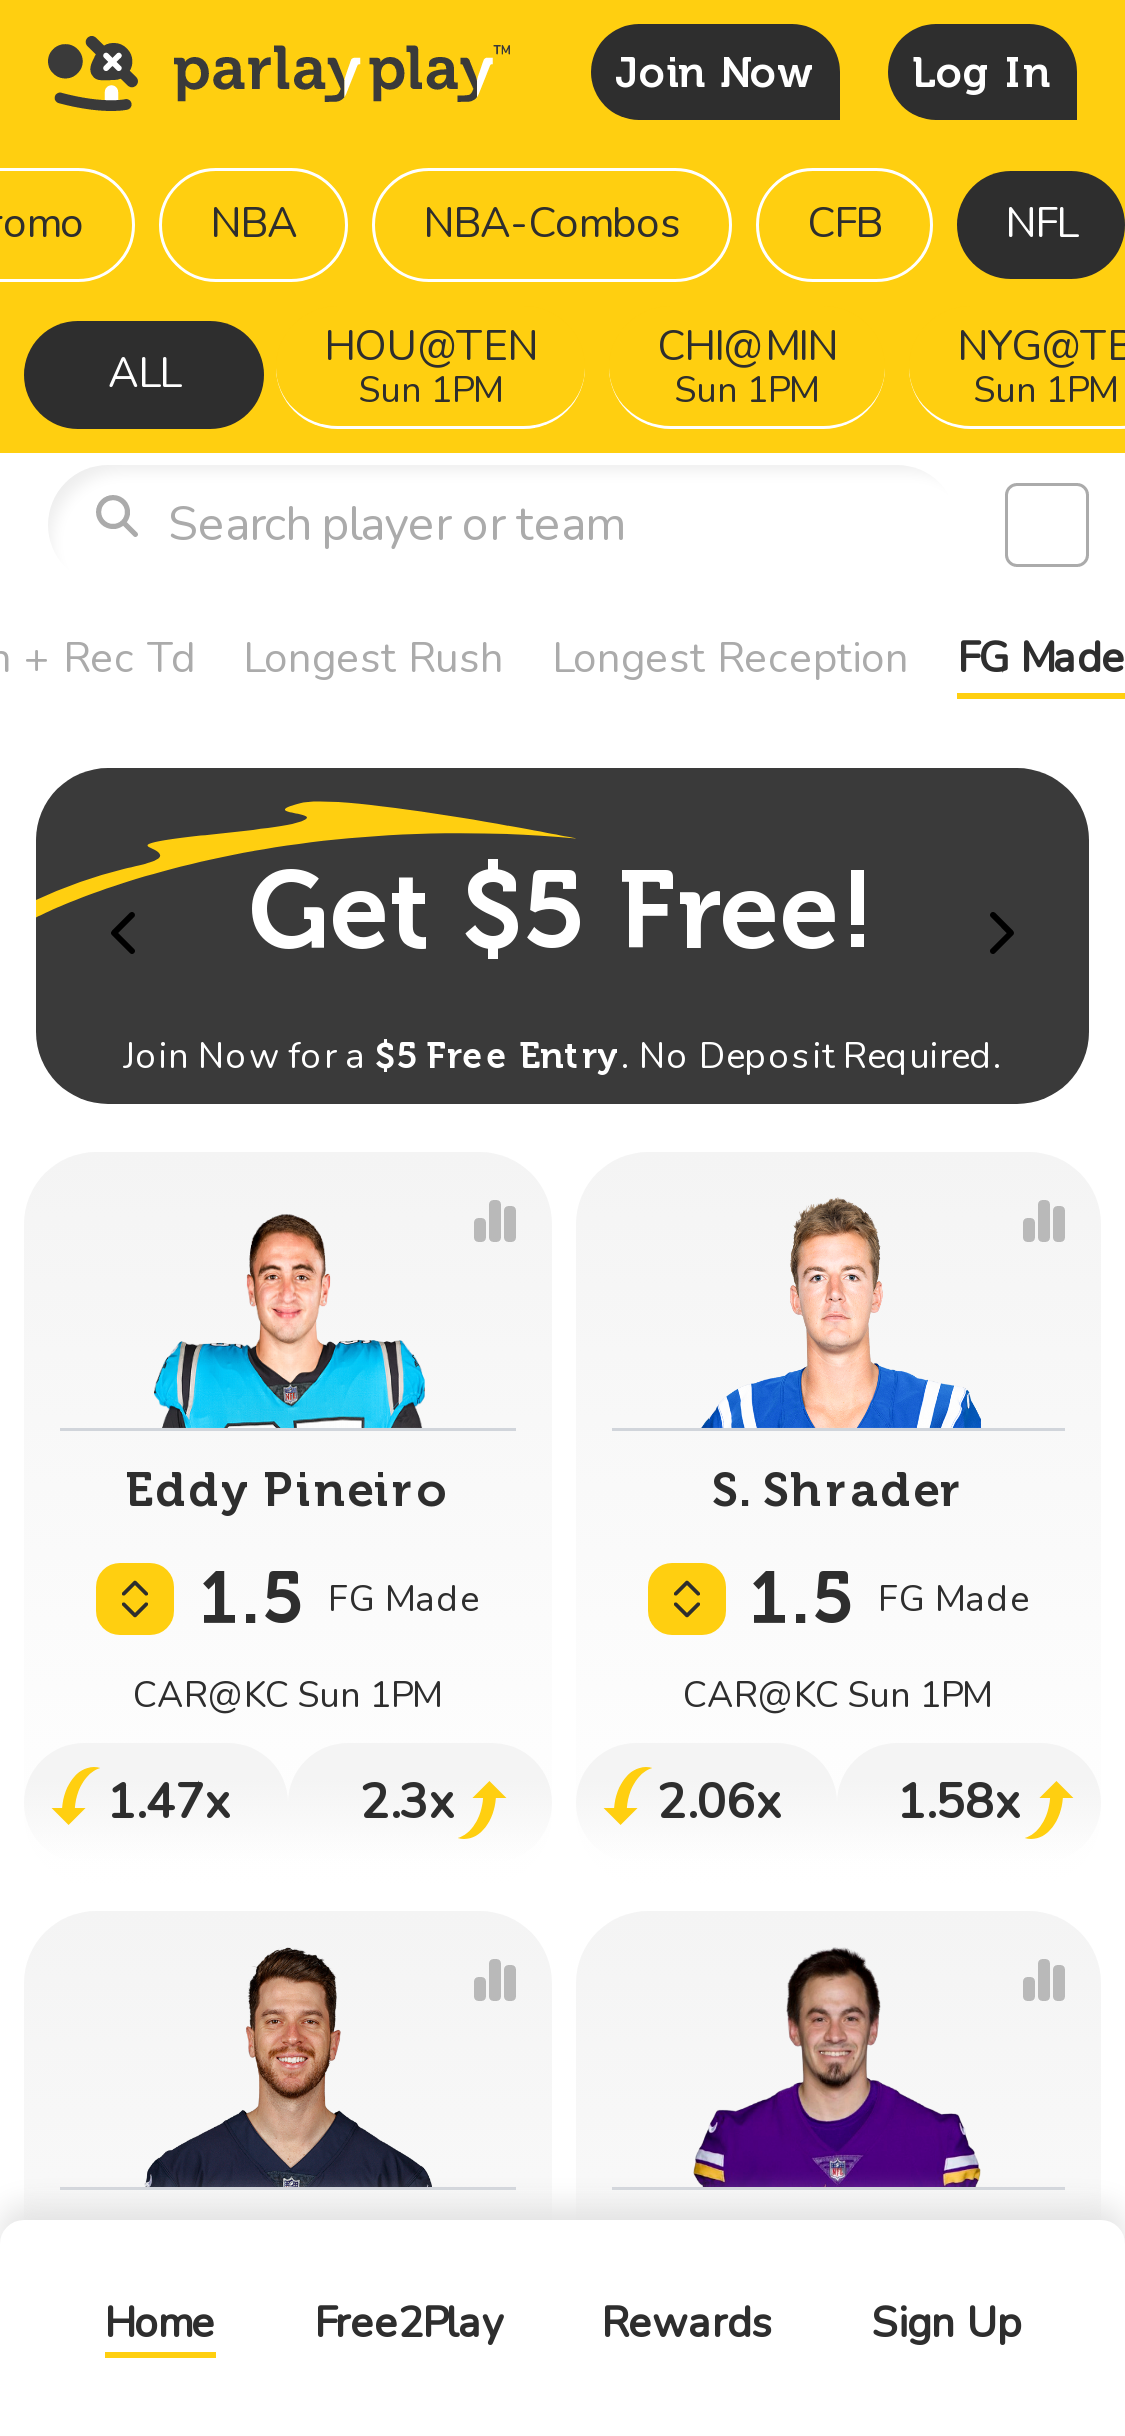 parlayplay™
Join Now
Log In
romo
NBA
NBA-Combos
CFB
NFL
ALL
HOU@TEN
Sun 1PM
CHI@MIN
Sun 1PM
NYG@TE
Sun 1PM
Search player or team
+ Rec Td
Longest Rush
Longest Reception
FG Made
Get $5 Free!
Join Now for a $5 Free Entry. No Deposit Required.
Eddy Pineiro
1.5 FG Made
CAR@KC Sun 1PM
1.47x
2.3x
S. Shrader
1.5 FG Made
CAR@KC Sun 1PM
2.06x
1.58x
Home
Free2Play
Rewards
Sign Up